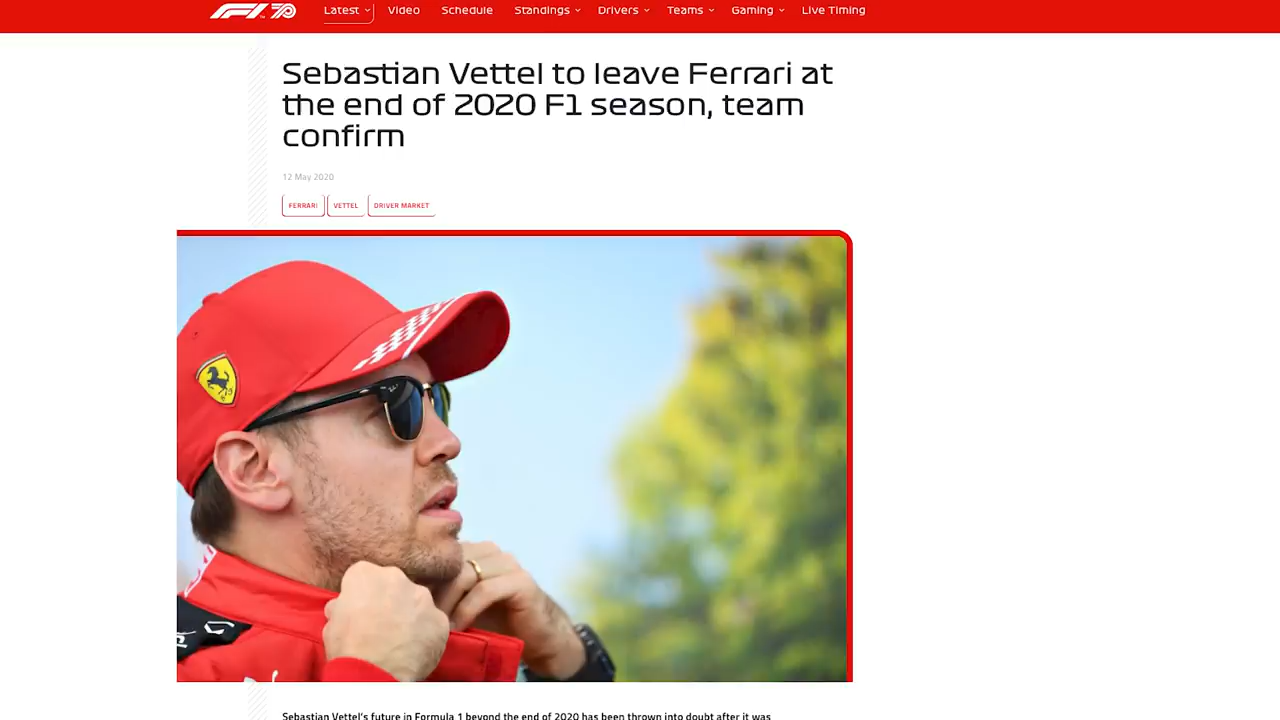 F1 70
Latest Video Schedule Standings Drivers Teams Gaming Live Timing
Sebastian Vettel to leave Ferrari at
the end of 2020 F1 season, team
confirm
12 May 2020
FERRARI VETTEL DRIVER MARKET
Sebastian Vettel's future in Formula 1 beyond the end of 2020 has been thrown into doubt after it was